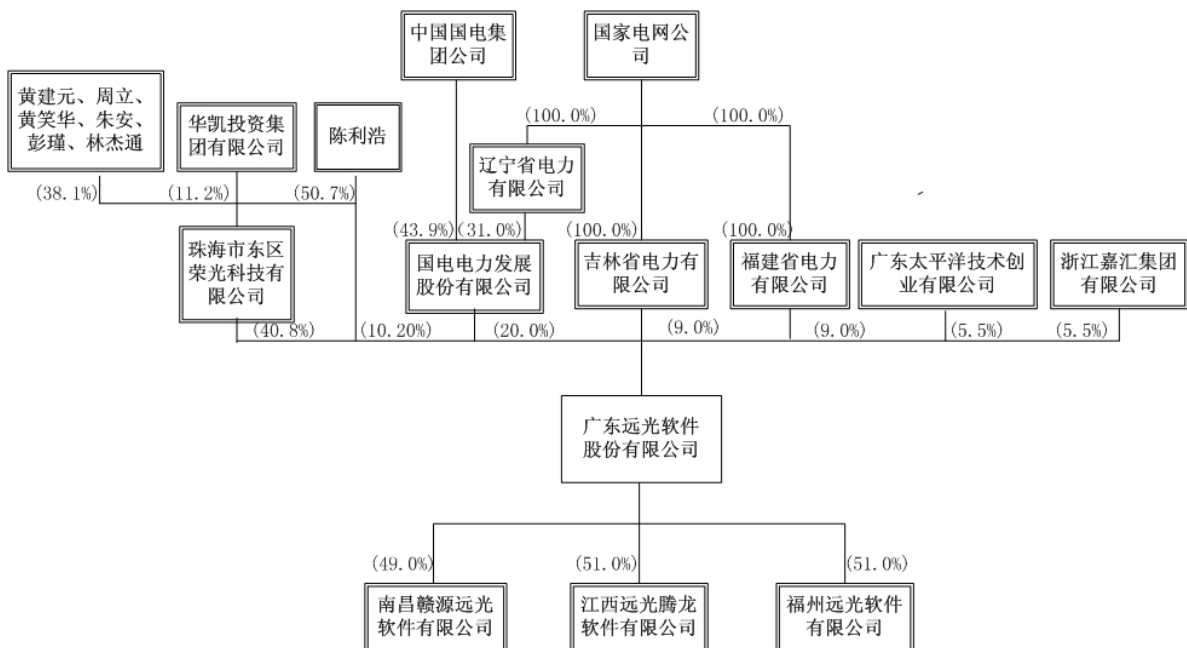 中国国电集
团公司
国家电网公
司
黄建元、周立、
黄笑华、朱安、
彭瑾、林杰通
华凯投资集
团有限公司
陈利浩
(100.0%)
(100.0%)
辽宁省电力
有限公司
(38.1%)
(11.2%)
(50.7%)
(43.9%)
(31.0%)
(100.0%)
(100.0%)
珠海市东区
荣光科技有
限公司
国电电力发展
股份有限公司
吉林省电力有
限公司
福建省电力
有限公司
广东太平洋技术创
业有限公司
浙江嘉汇集团
有限公司
(40.8%)
(10.20%)
(20.0%)
(9.0%)
(9.0%)
(5.5%)
(5.5%)
广东远光软件
股份有限公司
(49.0%)
(51.0%)
(51.0%)
南昌赣源远光
软件有限公司
江西远光腾龙
软件有限公司
福州远光软件
有限公司